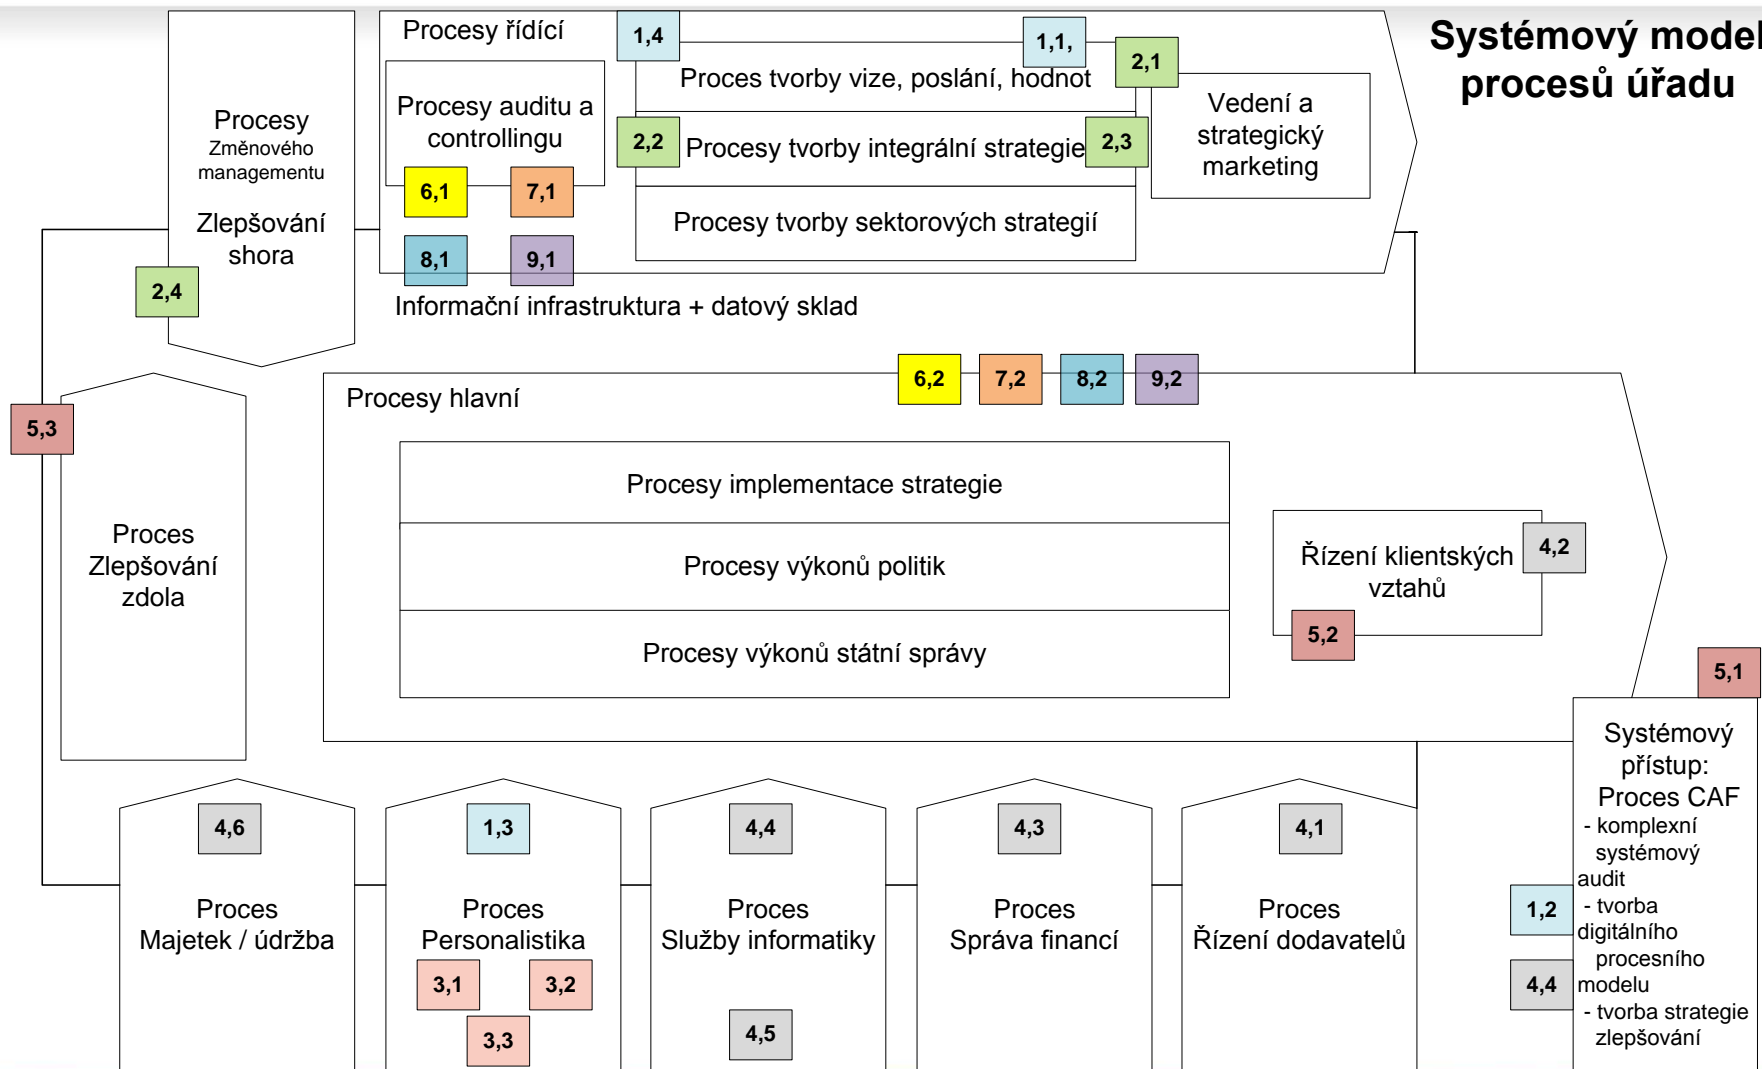 Systémový model
procesů úřadu
Procesy řídící
1,4
1,1,
2,1
Proces tvorby vize, poslání, hodnot
Procesy auditu a
controllingu
Vedení a
strategický
marketing
2,2
Procesy tvorby integrální strategie
2,3
6,1
7,1
Procesy tvorby sektorových strategií
8,1
9,1
Informační infrastruktura + datový sklad
Procesy
Změnového
managementu
Zlepšování
shora
2,4
5,3
Proces
Zlepšování
zdola
Procesy hlavní
6,2
7,2
8,2
9,2
Procesy implementace strategie
Procesy výkonů politik
Procesy výkonů státní správy
Řízení klientských
vztahů
4,2
5,2
5,1
Systémový
přístup:
Proces CAF
- komplexní
systémový
audit
- tvorba
digitálního
procesního
modelu
- tvorba strategie
zlepšování
1,2
4,4
4,6
Proces
Majetek / údržba
1,3
Proces
Personalistika
3,1
3,2
3,3
4,4
Proces
Služby informatiky
4,5
4,3
Proces
Správa financí
4,1
Proces
Řízení dodavatelů